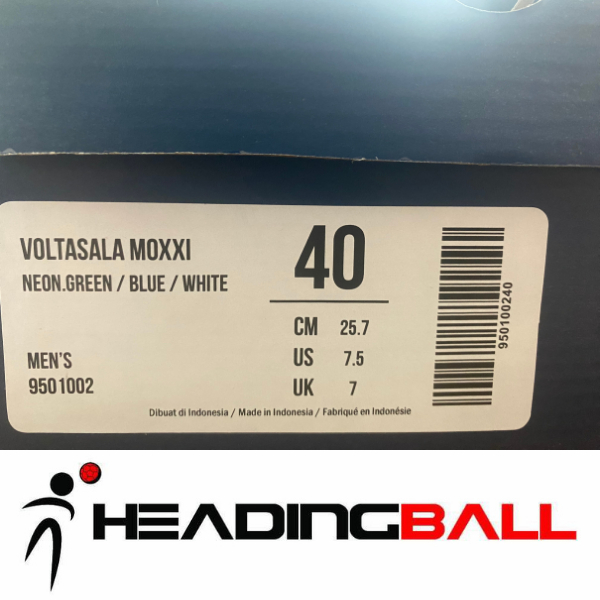 VOLTASALA MOXXI
NEON.GREEN / BLUE / WHITE
MEN'S
9501002
40
CM 25.7
US 7.5
UK 7
Dibuat di Indonesia / Made in Indonesia / Fabriqué en Indonésie
950100240
HEADINGBALL